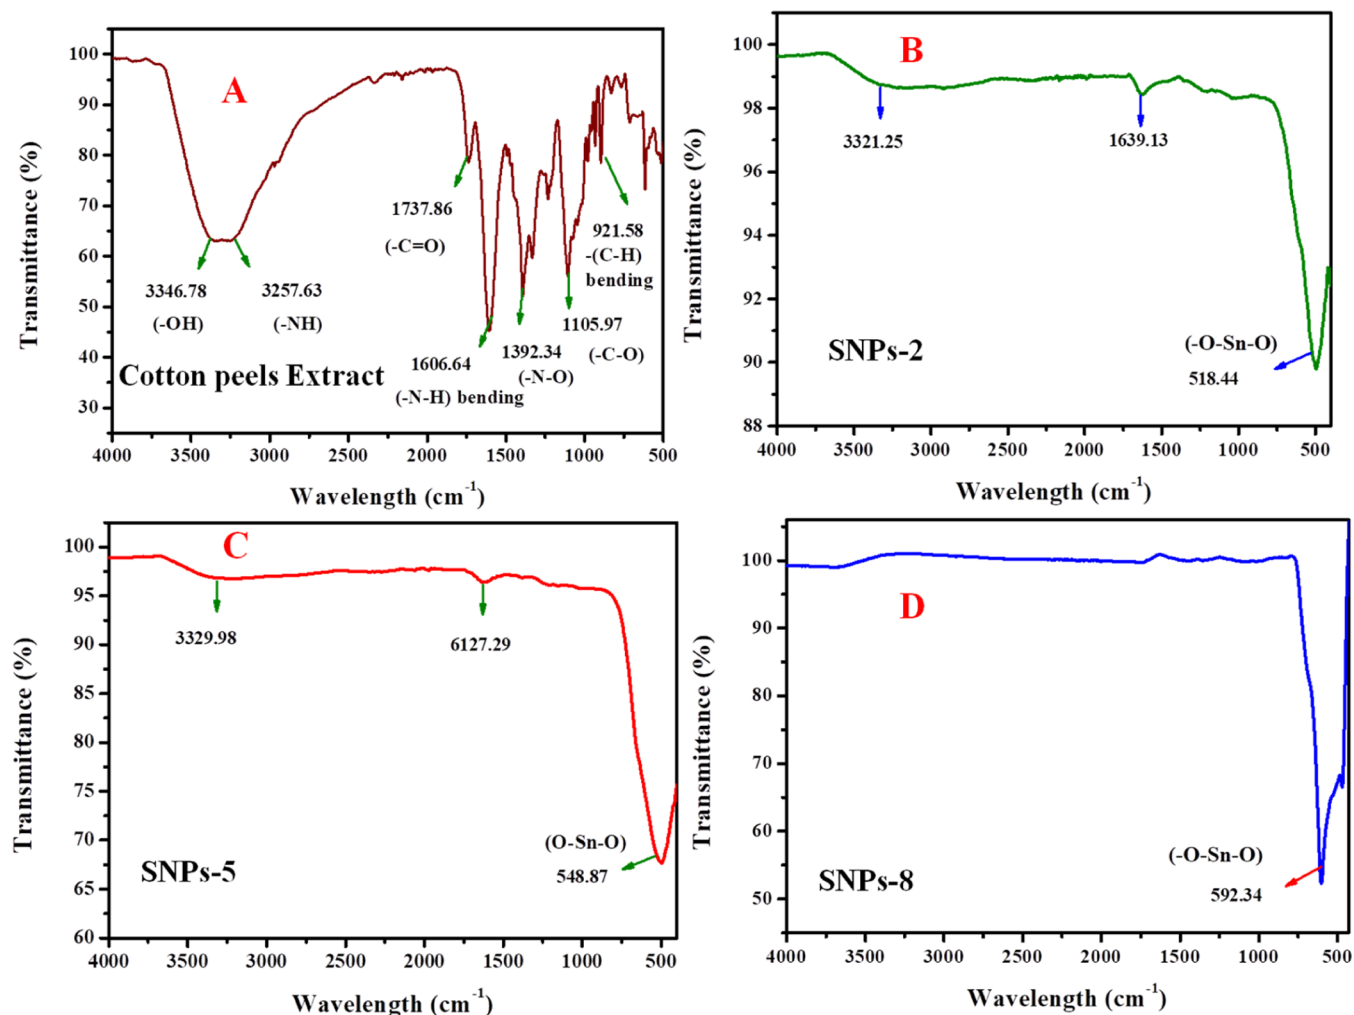 A
Transmittance (%)
100
90
80
70
60
50
40
30
1737.86
(-C=O)
921.58
-(C-H)
bending
3346.78
(-OH)
3257.63
(-NH)
1105.97
(-C-O)
1606.64
(-N-H) bending
1392.34
(-N-O)
Cotton peels Extract
4000 3500 3000 2500 2000 1500 1000 500
Wavelength (cm-1)
B
Transmittance (%)
100
98
96
94
92
90
88
3321.25
1639.13
SNPs-2
(-O-Sn-O)
518.44
4000 3500 3000 2500 2000 1500 1000 500
Wavelength (cm-1)
C
Transmittance (%)
100
95
90
85
80
75
70
65
60
3329.98
6127.29
(O-Sn-O)
548.87
SNPs-5
4000 3500 3000 2500 2000 1500 1000 500
Wavelength (cm-1)
D
Transmittance (%)
100
90
80
70
60
50
(-O-Sn-O)
592.34
SNPs-8
4000 3500 3000 2500 2000 1500 1000 500
Wavelength (cm-1)